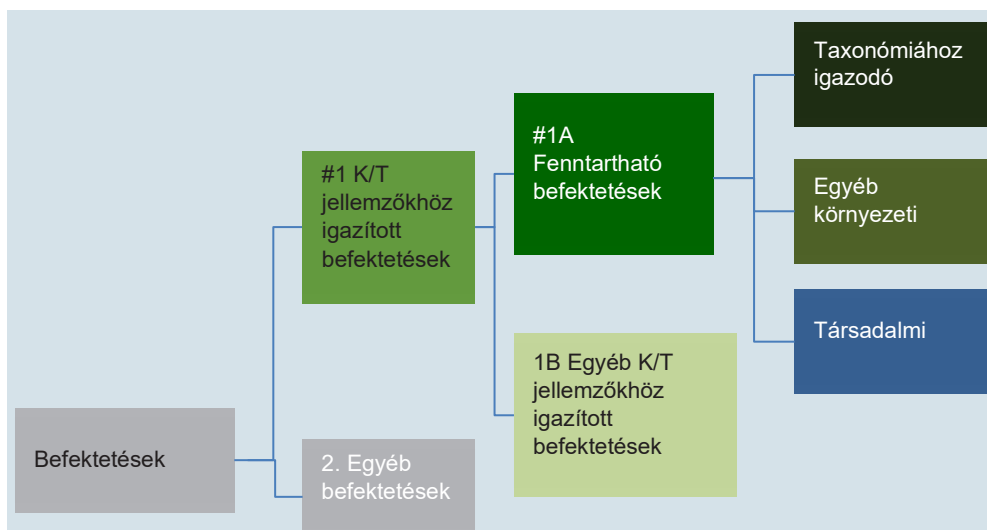 Befektetések
#1 K/T
jellemzőkhöz
igazított
befektetések
2. Egyéb
befektetések
#1A
Fenntartható
befektetések
1B Egyéb K/T
jellemzőkhöz
igazított
befektetések
Taxonómiához
igazodó
Egyéb
környezeti
Társadalmi